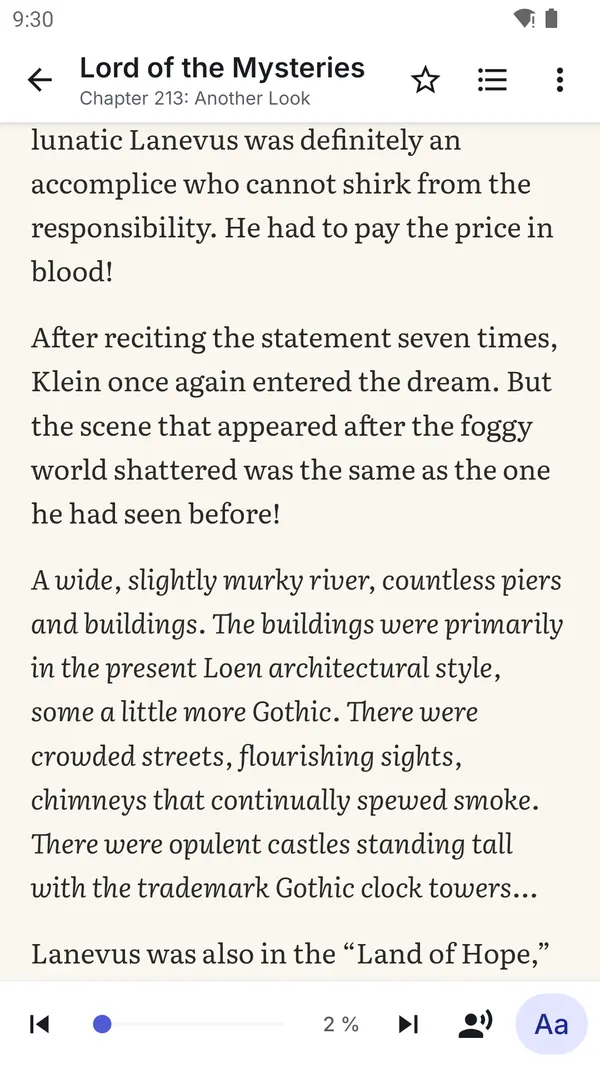 9:30
Lord of the Mysteries
Chapter 213: Another Look
lunatic Lanevus was definitely an
accomplice who cannot shirk from the
responsibility. He had to pay the price in
blood!
After reciting the statement seven times,
Klein once again entered the dream. But
the scene that appeared after the foggy
world shattered was the same as the one
he had seen before!
A wide, slightly murky river, countless piers
and buildings. The buildings were primarily
in the present Loen architectural style,
some a little more Gothic. There were
crowded streets, flourishing sights,
chimneys that continually spewed smoke.
There were opulent castles standing tall
with the trademark Gothic clock towers…
Lanevus was also in the “Land of Hope,”
2 %
Aa